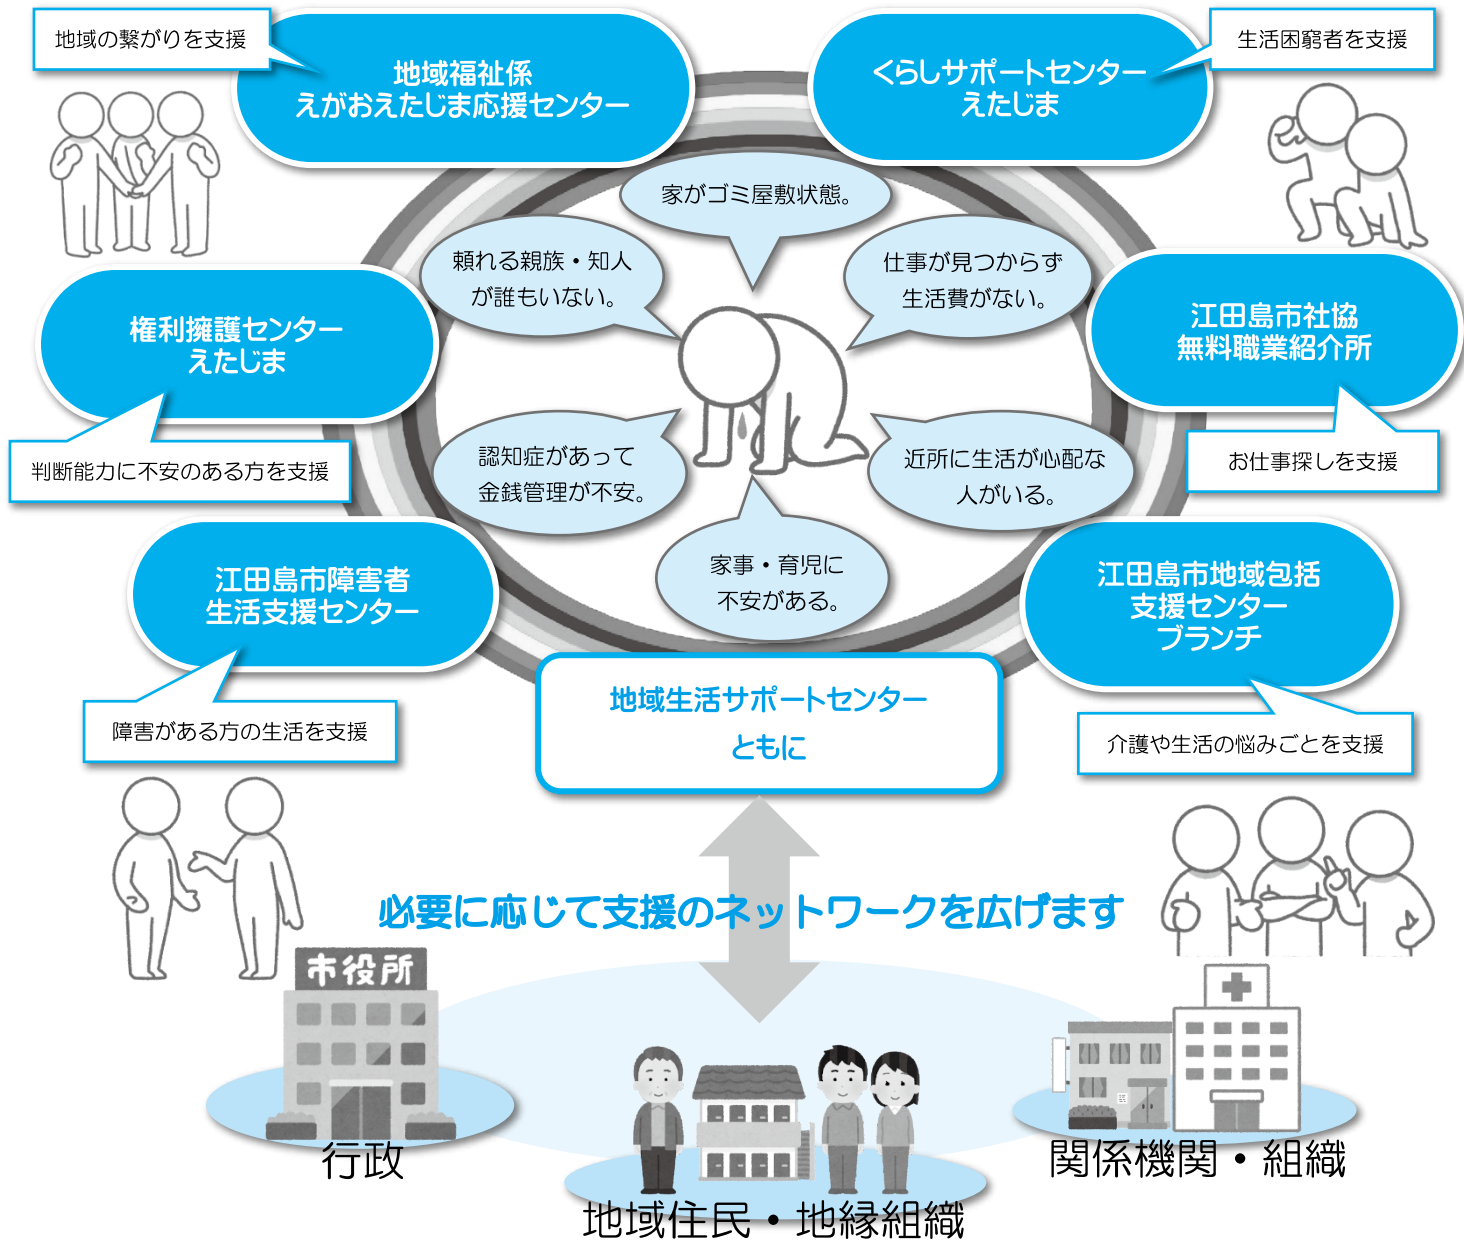 地域の繋がりを支援
地域福祉係
えがおえたじま応援センター
くらしサポートセンター
えたじま
生活困窮者を支援
家がゴミ屋敷状態。
頼れる親族・知人
が誰もいない。
仕事が見つからず
生活費がない。
権利擁護センター
えたじま
判断能力に不安のある方を支援
江田島市社協
無料職業紹介所
お仕事探しを支援
認知症があって
金銭管理が不安。
近所に生活が心配な
人がいる。
家事・育児に
不安がある。
江田島市障害者
生活支援センター
障害がある方の生活を支援
江田島市地域包括
支援センター
ブランチ
介護や生活の悩みごとを支援
地域生活サポートセンター
ともに
必要に応じて支援のネットワークを広げます
市役所
行政
地域住民・地縁組織
関係機関・組織